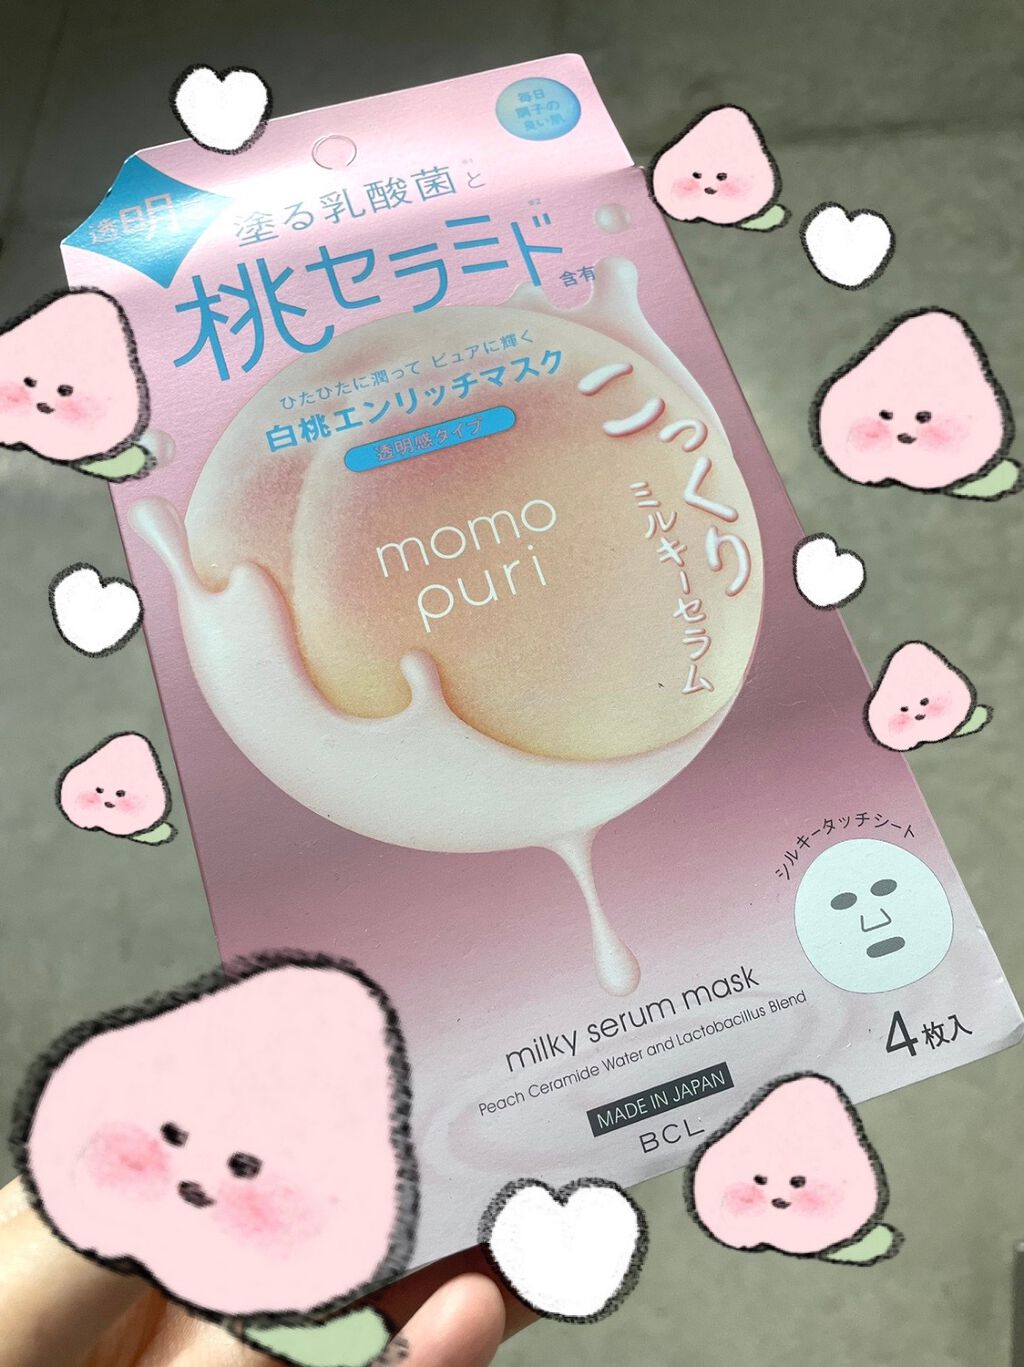 毎日
調子の
良い肌
透明
塗る乳酸菌※1と
桃セラミド※2
含有
ひたひたに潤って ピュアに輝く
白桃エンリッチマスク
透明感タイプ
こっくり
ミルキーセラム
momo
puri
シルキータッチシート
4枚入
milky serum mask
Peach Ceramide Water and Lactobacillus Blend
MADE IN JAPAN
BCL